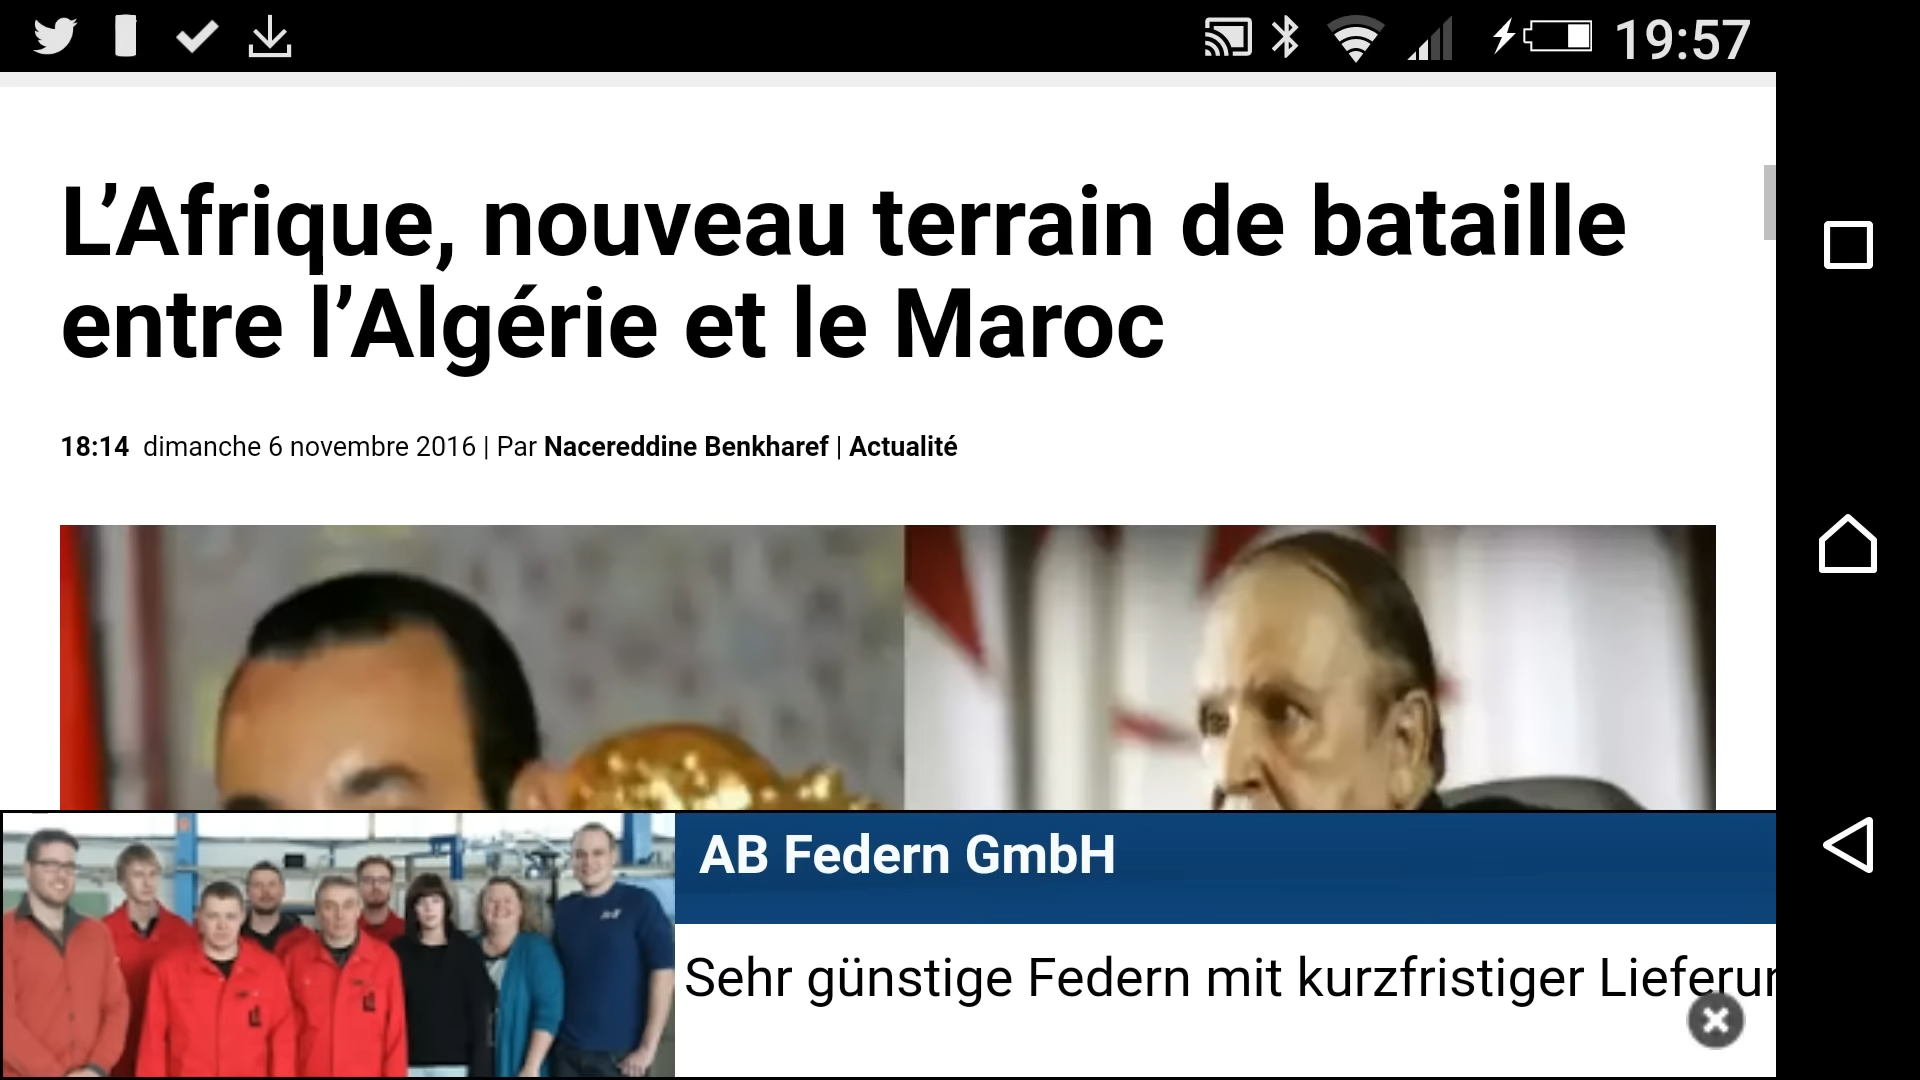 19:57
L’Afrique, nouveau terrain de bataille
entre l’Algérie et le Maroc
18:14 dimanche 6 novembre 2016 | Par Nacereddine Benkharef | Actualité
AB Federn GmbH
Sehr günstige Federn mit kurzfristiger Lieferun